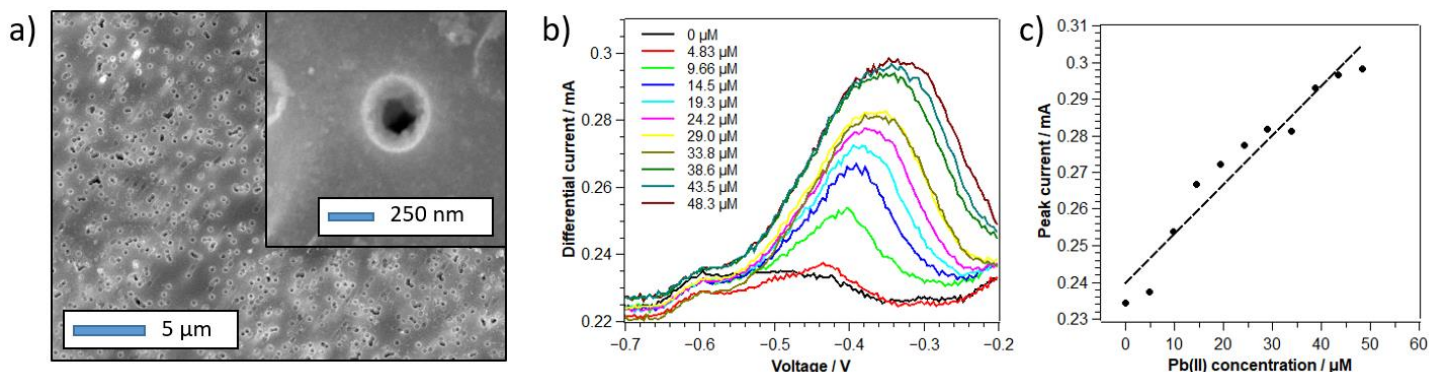 a)
250 nm
5 µm
b)
0 µM
4.83 µM
9.66 µM
14.5 µM
19.3 µM
24.2 µM
29.0 µM
33.8 µM
38.6 µM
43.5 µM
48.3 µM
Differential current / mA
0.3
0.28
0.26
0.24
0.22
−0.7 −0.6 −0.5 −0.4 −0.3 −0.2
Voltage / V
c)
Peak current / mA
0.31
0.3
0.29
0.28
0.27
0.26
0.25
0.24
0.23
0 10 20 30 40 50 60
Pb(II) concentration / µM